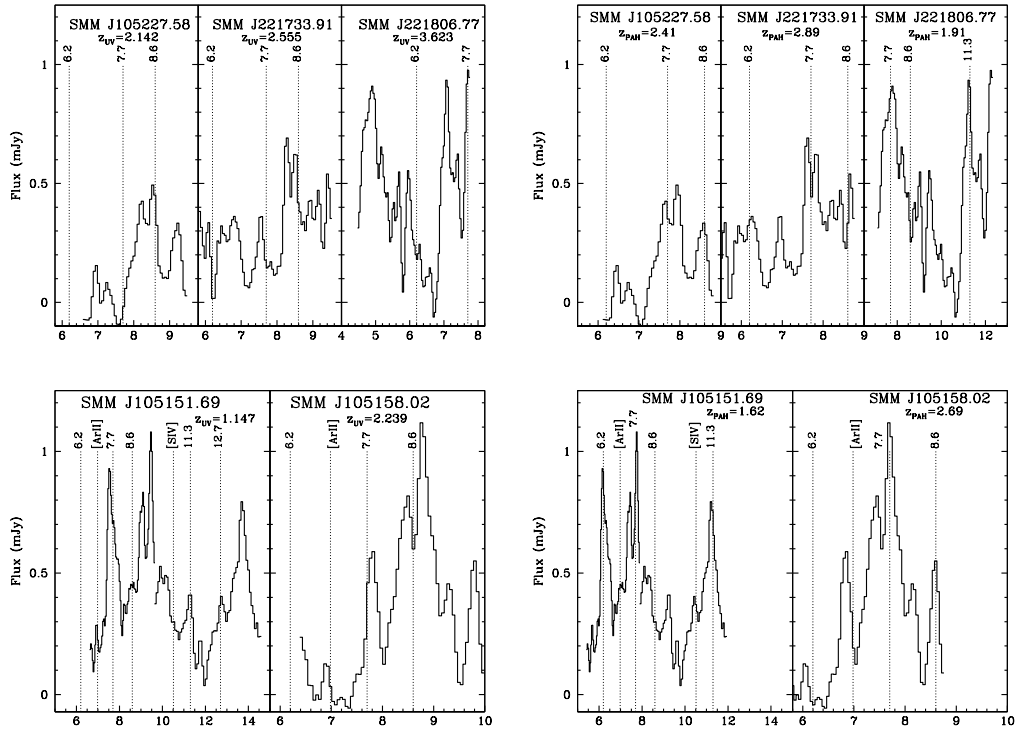 SMM J105227.58 SMM J221733.91 SMM J221806.77
z_UV=2.142 z_UV=2.555 z_UV=3.623
6.2 7.7 8.6 6.2 7.7 8.6 6.2 7.7
1
0.5
0
Flux (mJy)
6 7 8 9 6 7 8 9 4 5 6 7 8
SMM J105227.58 SMM J221733.91 SMM J221806.77
z_PAH=2.41 z_PAH=2.89 z_PAH=1.91
6.2 7.7 8.6 6.2 7.7 8.6 7.7 8.6 11.3
1
0.5
0
Flux (mJy)
6 7 8 9 6 7 8 9 8 10 12
SMM J105151.69 SMM J105158.02
z_UV=1.147 z_UV=2.239
6.2 [ArII] 7.7 8.6 [SIV] 11.3 12.7 6.2 [ArII] 7.7 8.6
1
0.5
0
Flux (mJy)
6 8 10 12 14 6 7 8 9 10
SMM J105151.69 SMM J105158.02
z_PAH=1.62 z_PAH=2.69
6.2 [ArII] 7.7 8.6 [SIV] 11.3 6.2 [ArII] 7.7 8.6
1
0.5
0
Flux (mJy)
6 8 10 12 14 7 8 9 10